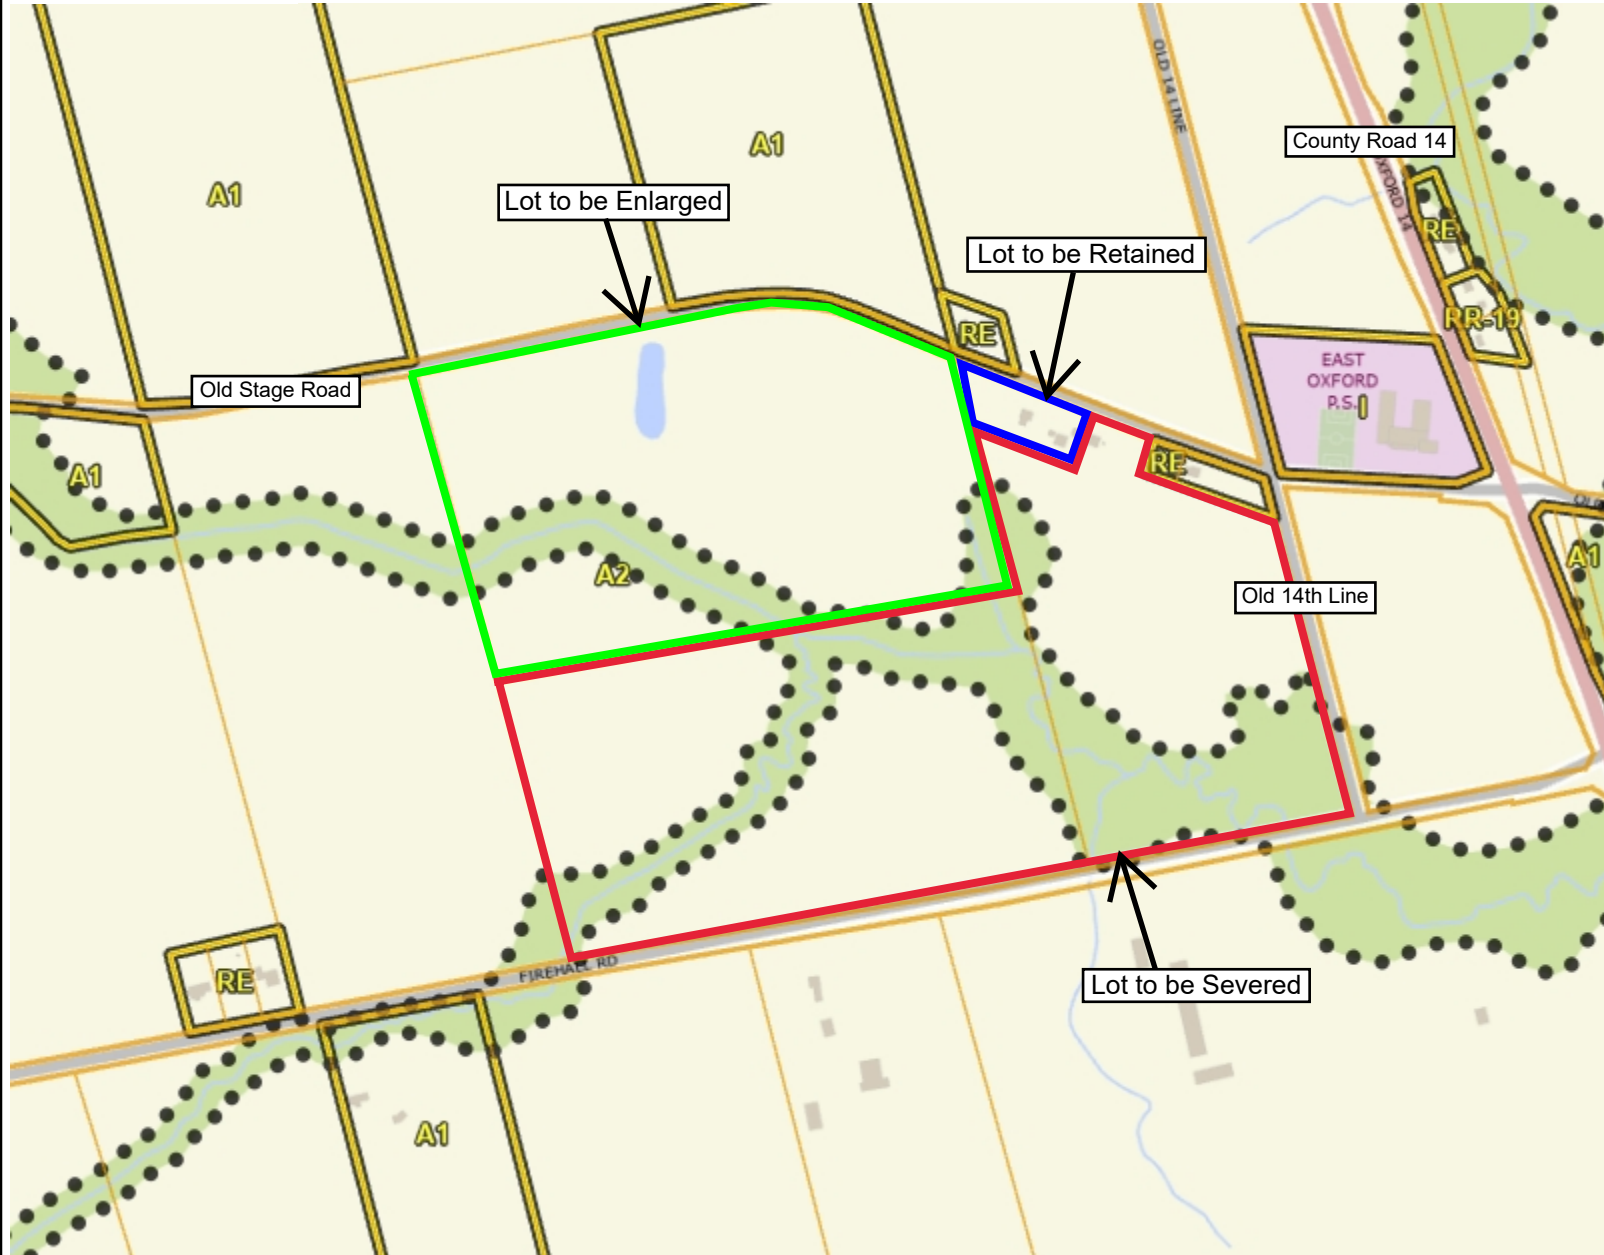 OLD 14 LINE
County Road 14
A1
OXFORD 14
A1
Lot to be Enlarged
RE
Lot to be Retained
RR-19
RE
EAST
OXFORD
P.S.
I
Old Stage Road
RE
A1
A1
A2
Old 14th Line
FIREHALL RD
RE
Lot to be Severed
A1